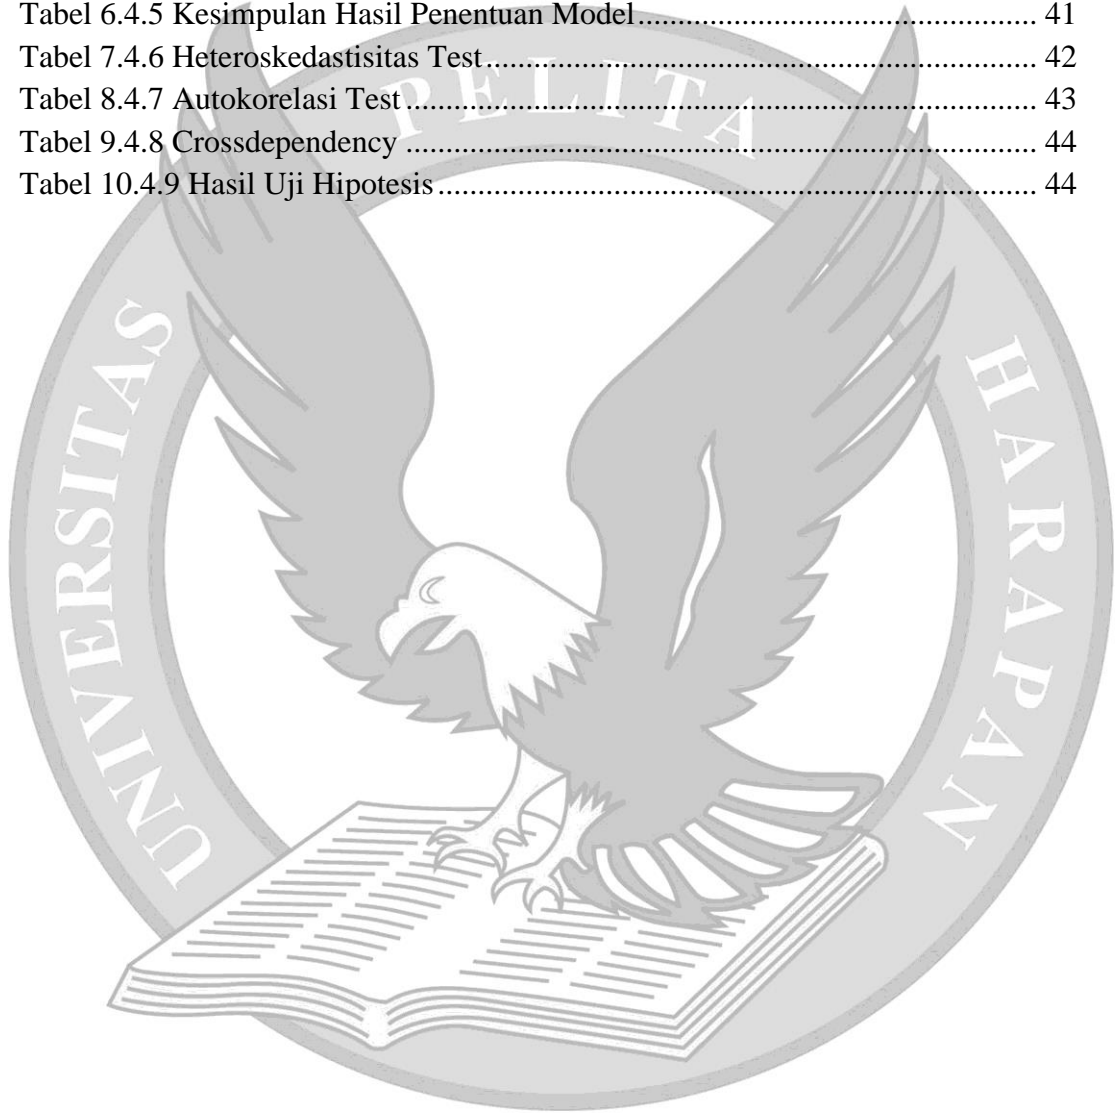 Tabel 6.4.5 Kesimpulan Hasil Penentuan Model.................................................. 41
Tabel 7.4.6 Heteroskedastisitas Test...................................................................... 42
Tabel 8.4.7 Autokorelasi Test ............................................................................... 43
Tabel 9.4.8 Crossdependency ............................................................................... 44
Tabel 10.4.9 Hasil Uji Hipotesis........................................................................... 44
UNIVERSITAS PELITA HARAPAN